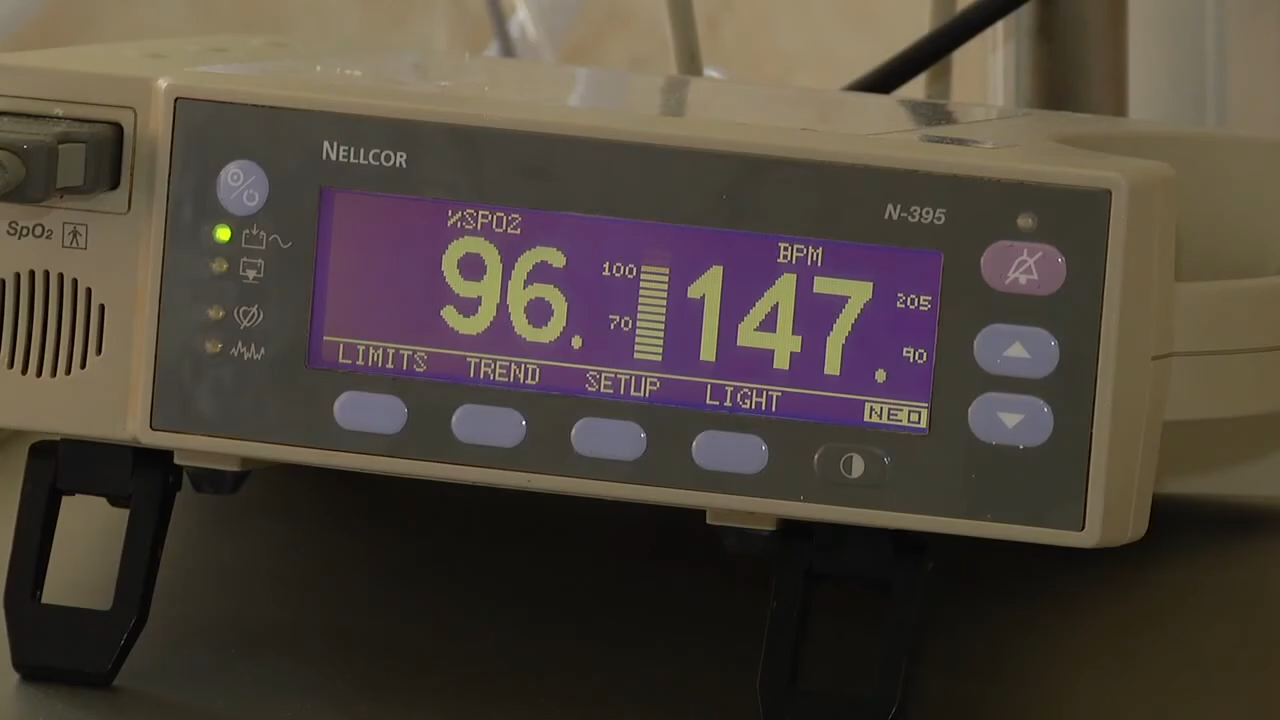 NELLCOR
N-395
SpO2
%SPO2
BPM
96.
100
70
147.
205
90
LIMITS TREND SETUP LIGHT NEO